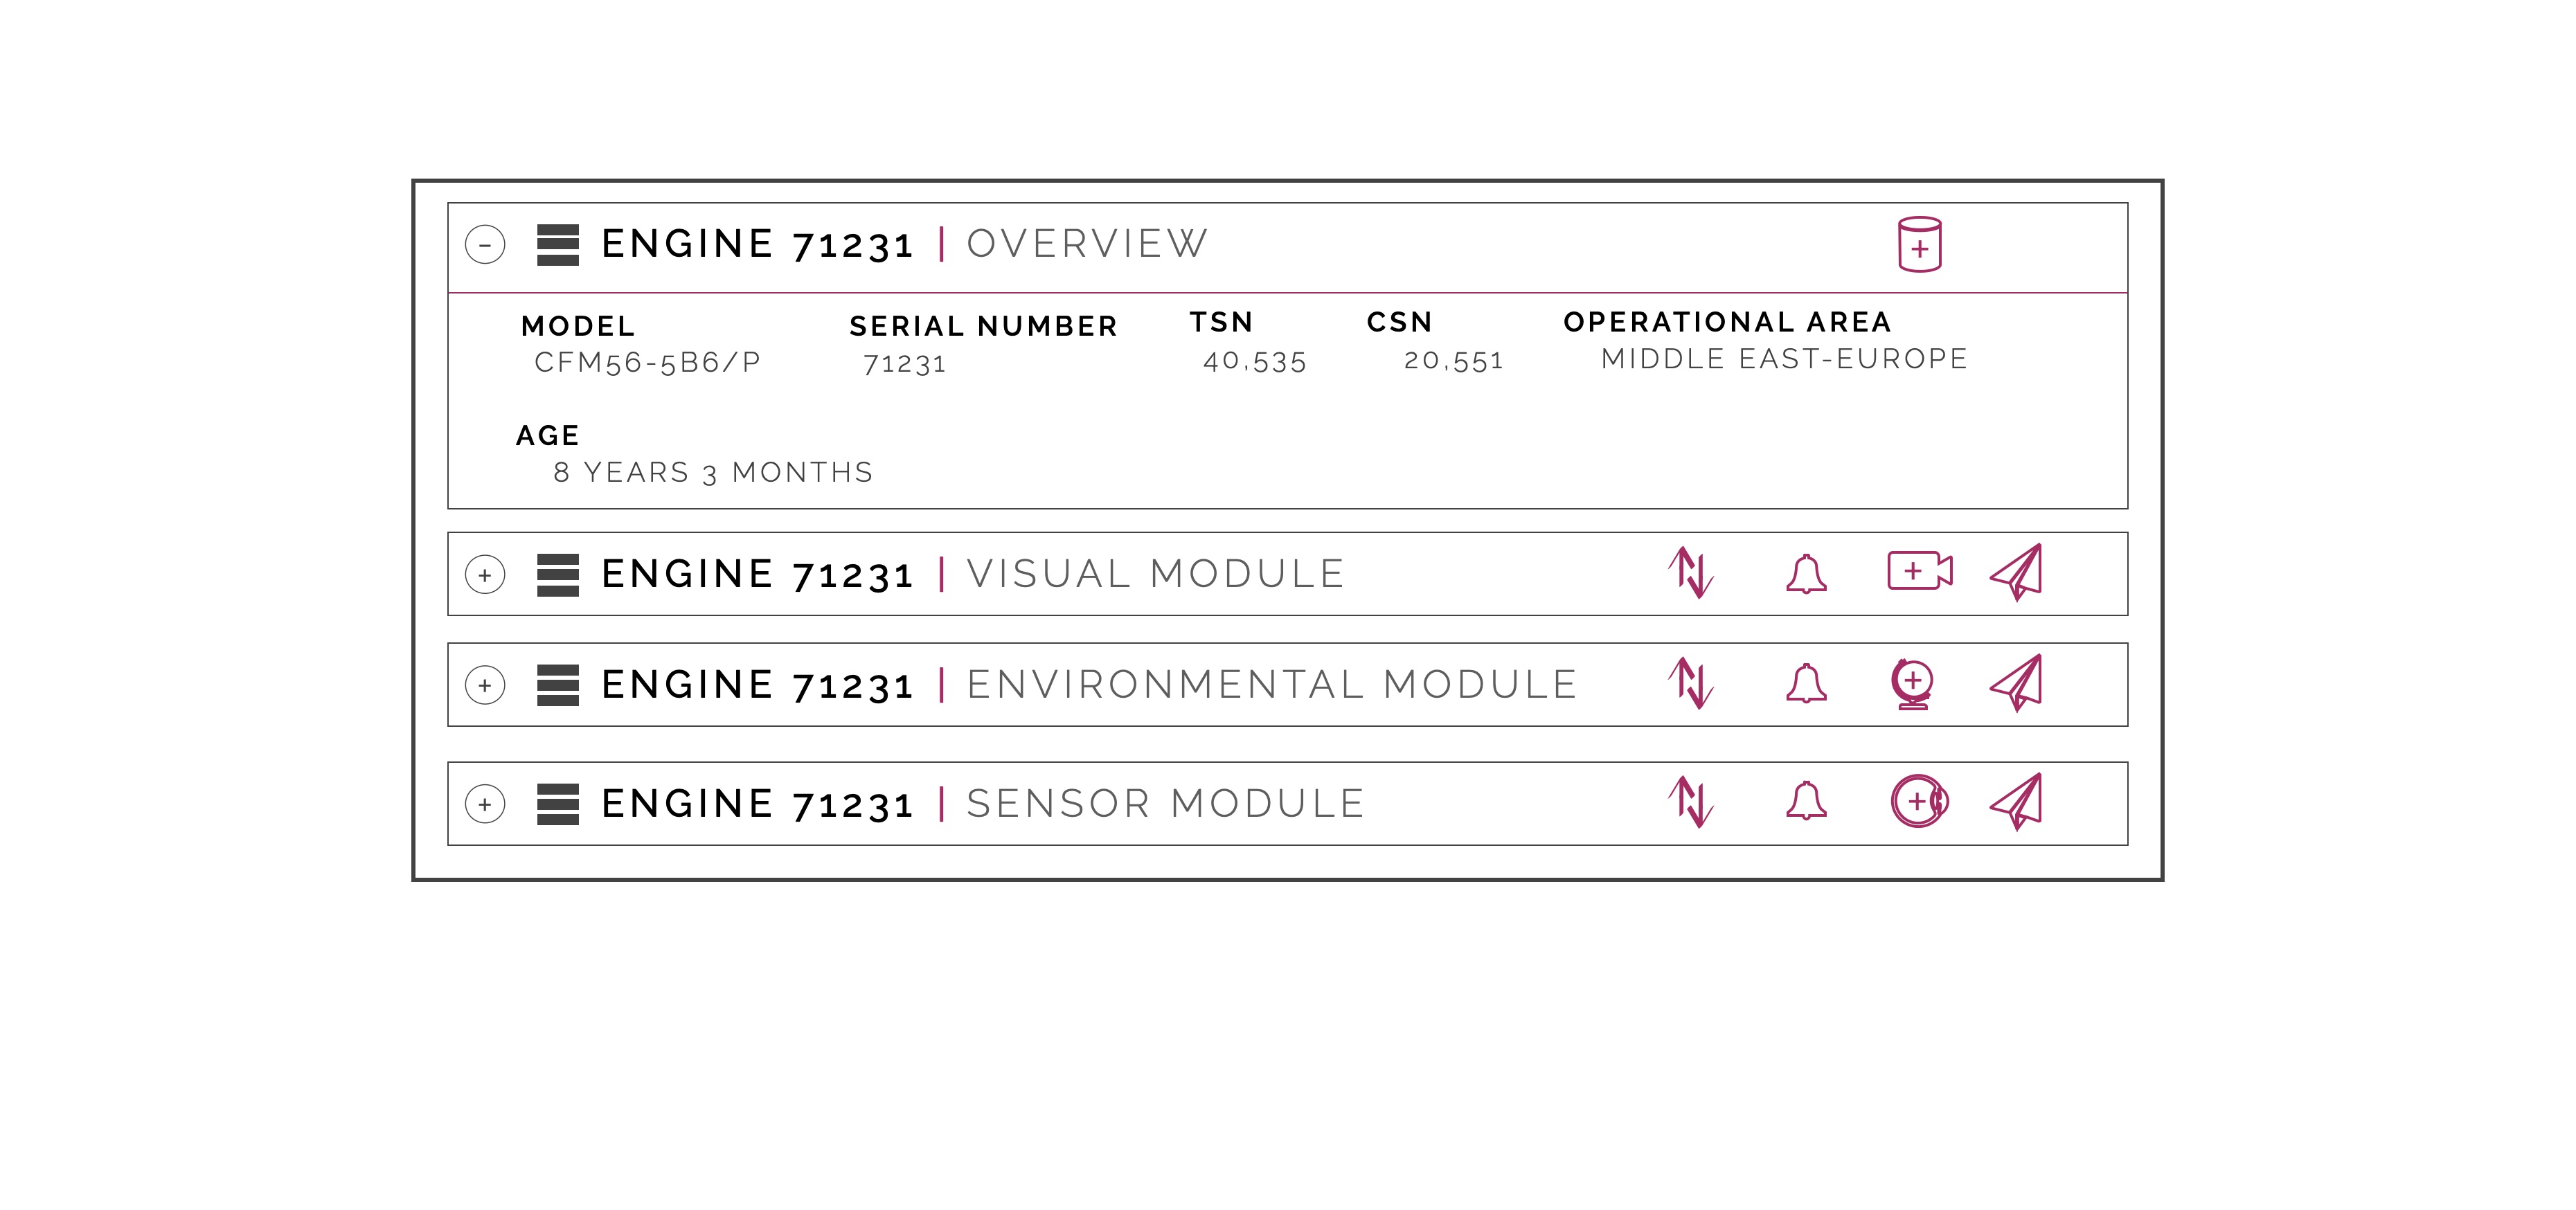 ENGINE 71231 | OVERVIEW
MODEL SERIAL NUMBER TSN CSN OPERATIONAL AREA
CFM56-5B6/P 71231 40,535 20,551 MIDDLE EAST-EUROPE
AGE
8 YEARS 3 MONTHS
ENGINE 71231 | VISUAL MODULE
ENGINE 71231 | ENVIRONMENTAL MODULE
ENGINE 71231 | SENSOR MODULE